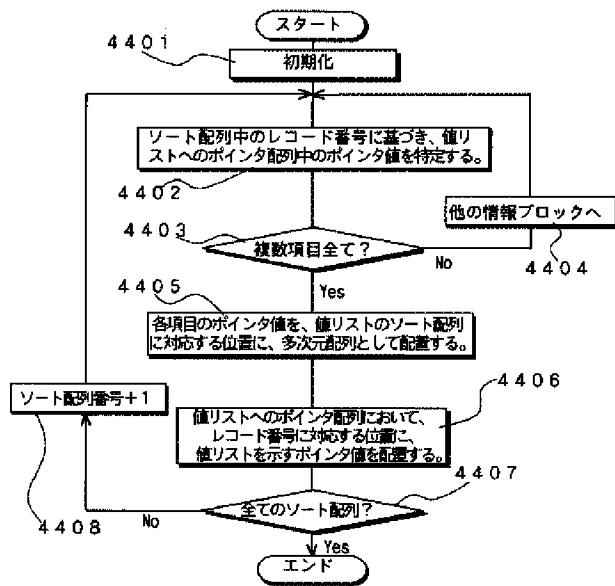 スタート
4401
初期化
ソート配列中のレコード番号に基づき、値リ
ストへのポインタ配列中のポインタ値を特定する。
4402
他の情報ブロックへ
4403
複数項目全て?
No
4404
Yes
4405
各項目のポインタ値を、値リストのソート配列
に対応する位置に、多次元配列として配置する。
ソート配列番号+1
4406
値リストへのポインタ配列において、
レコード番号に対応する位置に、
値リストを示すポインタ値を配置する。
4407
4408
No
全てのソート配列?
Yes
エンド